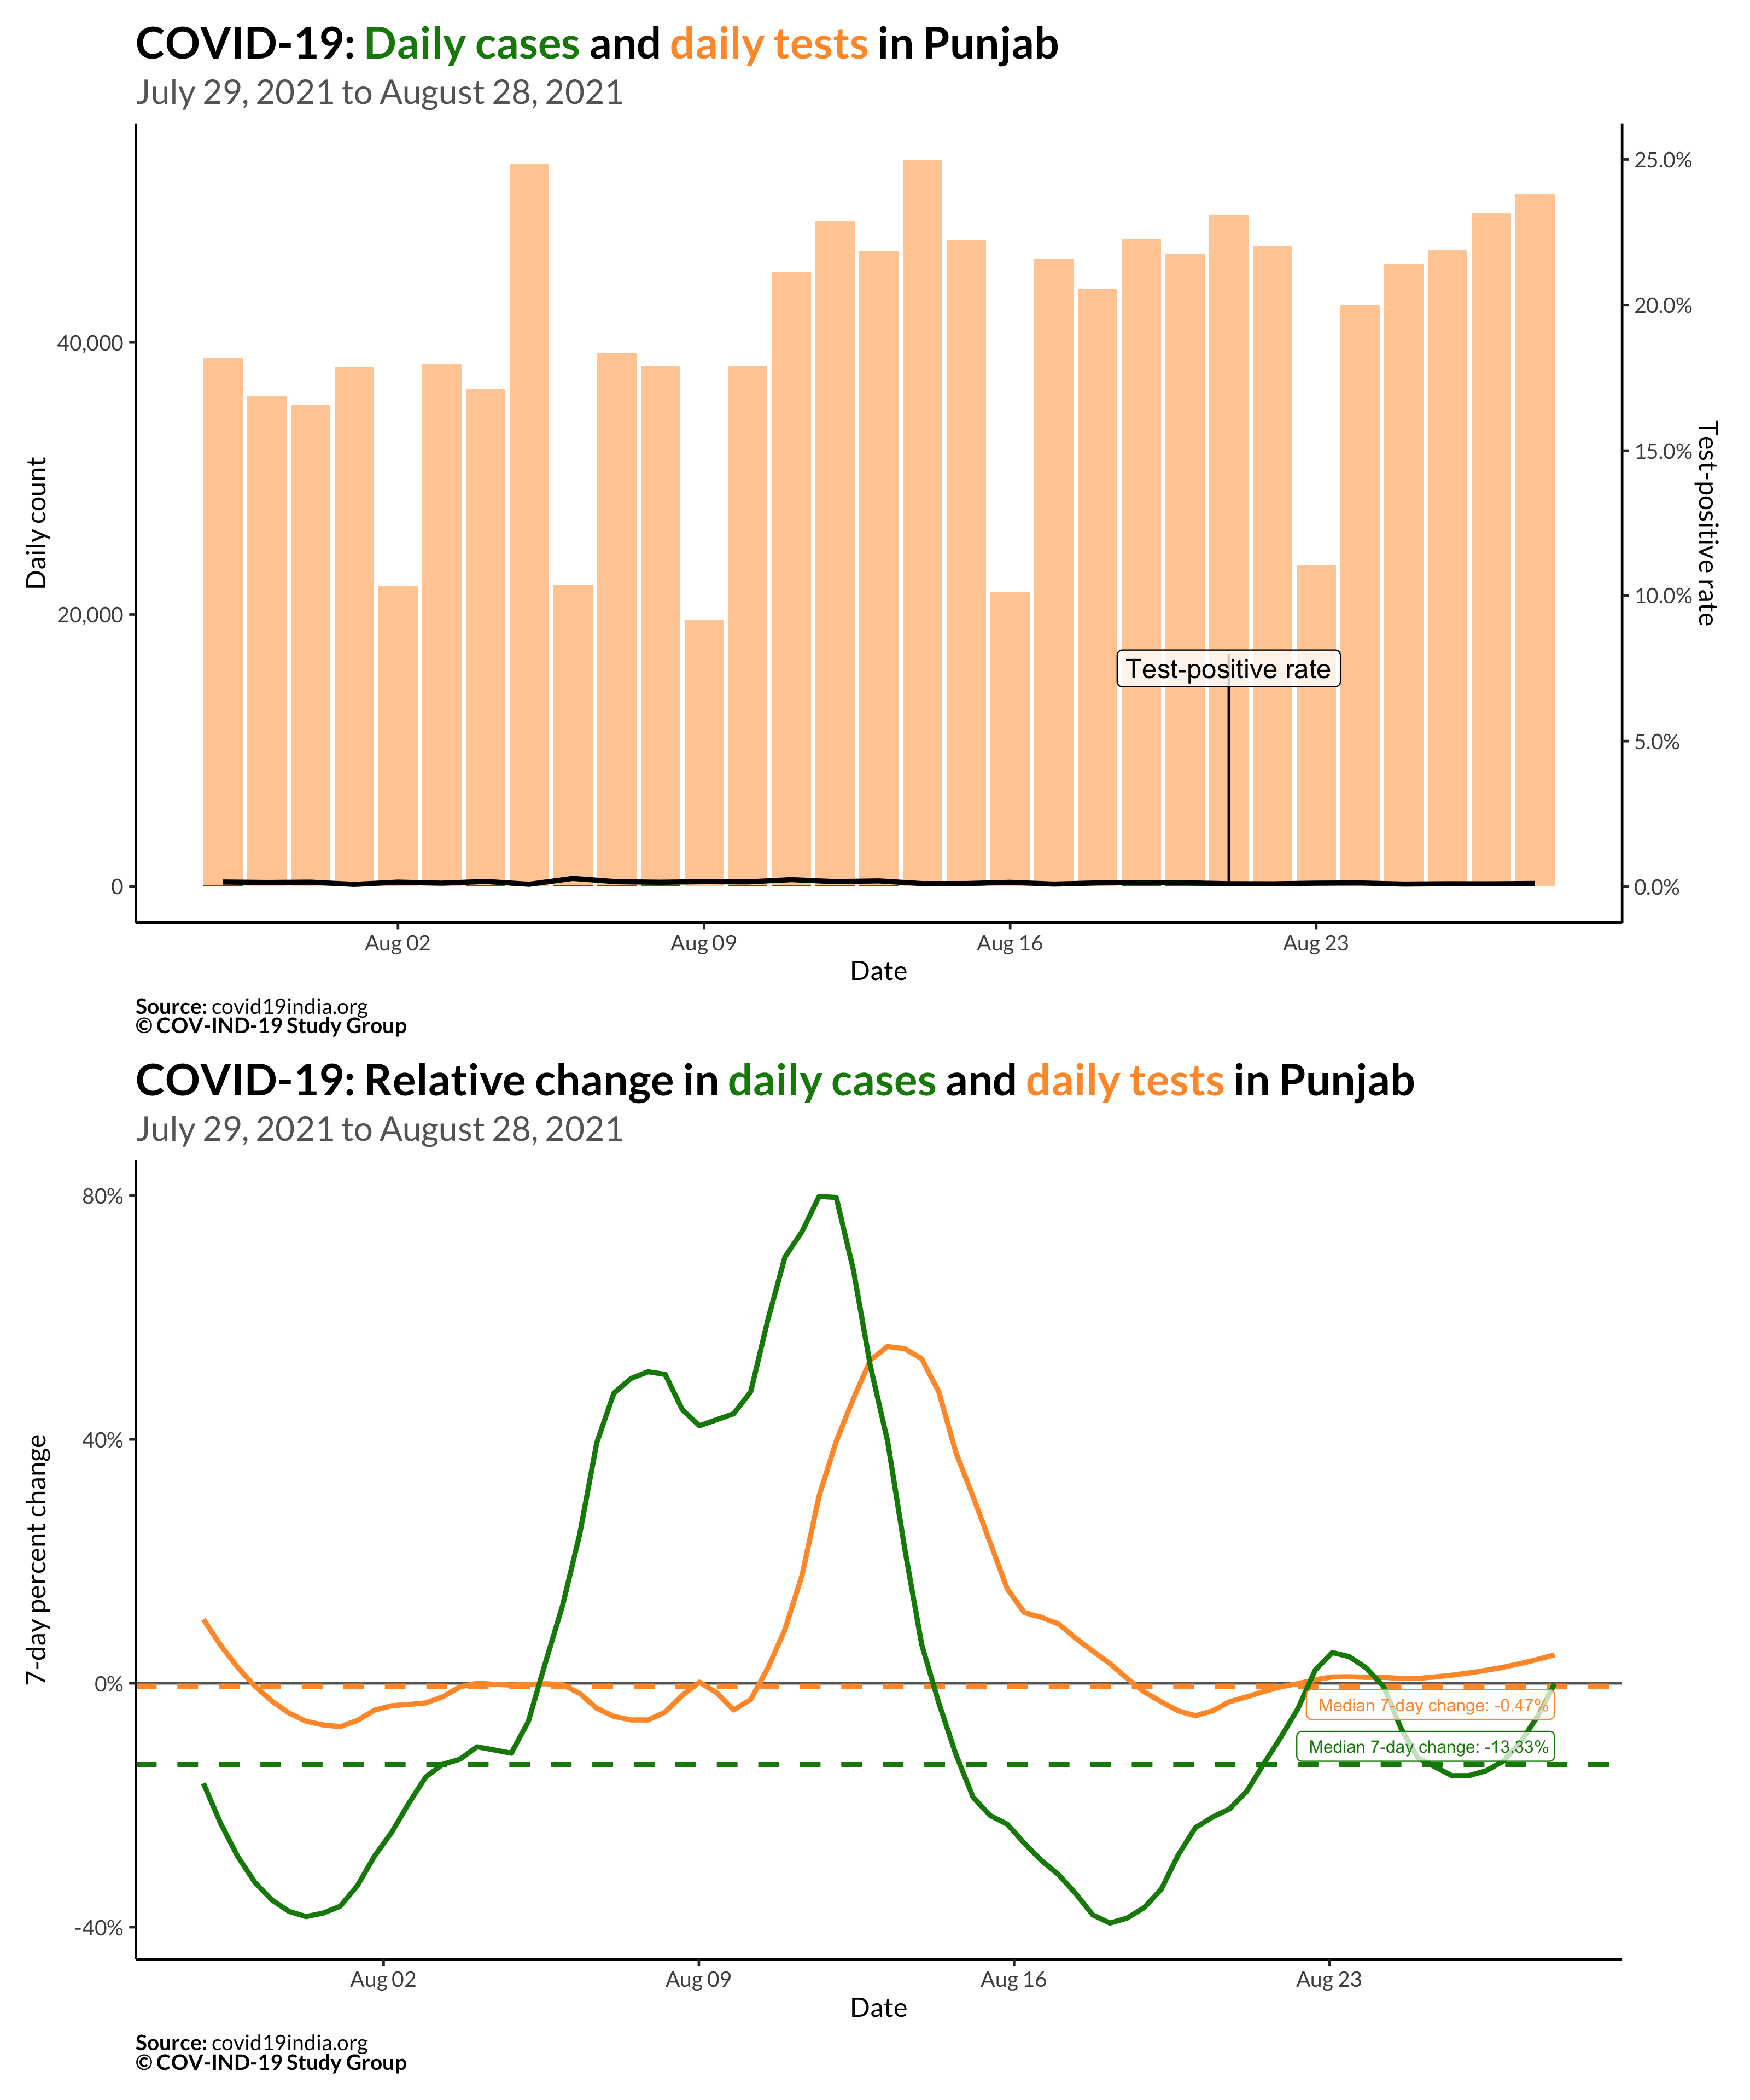 COVID-19: Daily cases and daily tests in Punjab
July 29, 2021 to August 28, 2021
25.0%
20.0%
40,000
15.0%
Daily count
Test-positive rate
10.0%
20,000
Test-positive rate
5.0%
0
0.0%
Aug 02
Aug 09
Aug 16
Aug 23
Date
Source: covid19india.org
© COV-IND-19 Study Group
COVID-19: Relative change in daily cases and daily tests in Punjab
July 29, 2021 to August 28, 2021
80%
40%
7-day percent change
0%
Median 7-day change: -0.47%
Median 7-day change: -13.33%
-40%
Aug 02
Aug 09
Aug 16
Aug 23
Date
Source: covid19india.org
© COV-IND-19 Study Group